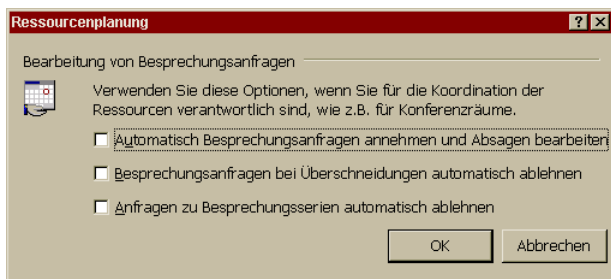 Ressourcenplanung
Bearbeitung von Besprechungsanfragen
Verwenden Sie diese Optionen, wenn Sie für die Koordination der
Ressourcen verantwortlich sind, wie z.B. für Konferenzräume.
Automatisch Besprechungsanfragen annehmen und Absagen bearbeiten
Besprechungsanfragen bei Überschneidungen automatisch ablehnen
Anfragen zu Besprechungsserien automatisch ablehnen
OK Abbrechen